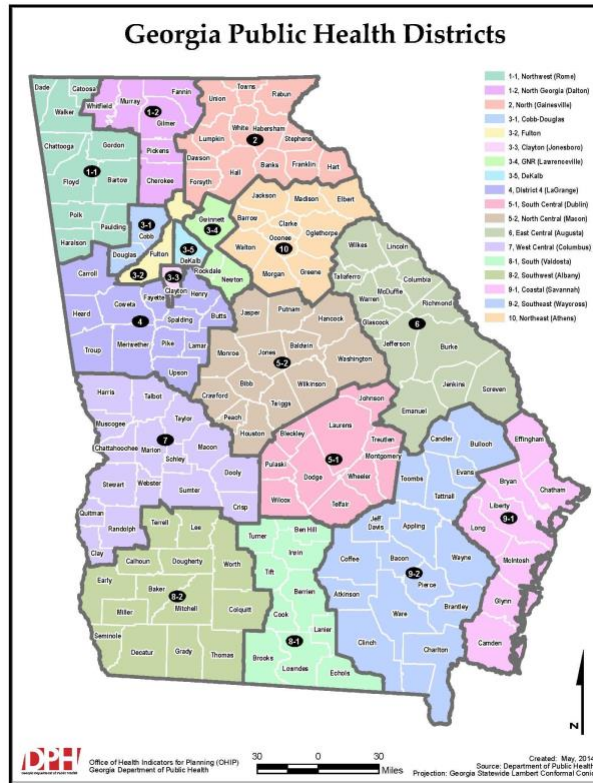 Georgia Public Health Districts
1-1, Northwest (Rome)
1-2, North Georgia (Dalton)
2, North (Gainesville)
3-1, Cobb-Douglas
3-2, Fulton
3-3, Clayton (Jonesboro)
3-4, GNR (Lawrenceville)
3-5, DeKalb
4, District 4 (LaGrange)
5-1, South Central (Dublin)
5-2, North Central (Macon)
6, East Central (Augusta)
7, West Central (Columbus)
8-1, South (Valdosta)
8-2, Southwest (Albany)
9-1, Coastal (Savannah)
9-2, Southeast (Waycross)
10, Northeast (Athens)
Dade
Catoosa
Whitfield
Walker
Chattooga
Gordon
1-1
Floyd
Bartow
Polk
Paulding
Haralson
Fannin
Murray
1-2
Gilmer
Pickens
Cherokee
Towns
Rabun
Union
White
Habersham
Lumpkin
Stephens
2
Dawson
Hall
Banks
Franklin
Hart
Forsyth
3-1
Cobb
Douglas
Fulton
3-2
Gwinnett
3-4
3-5
DeKalb
Rockdale
Newton
3-3
Clayton
Jackson
Madison
Elbert
Barrow
Clarke
Oconee
Oglethorpe
Walton
10
Morgan
Greene
Carroll
Coweta
Fayette
Henry
Heard
4
Spalding
Butts
Troup
Meriwether
Pike
Lamar
Upson
Wilkes
Lincoln
Taliaferro
Columbia
McDuffie
Warren
Richmond
Glascock
6
Jefferson
Burke
Jenkins
Screven
Emanuel
Jasper
Putnam
Hancock
Monroe
Jones
Baldwin
Washington
5-2
Bibb
Wilkinson
Crawford
Twiggs
Peach
Houston
Johnson
Laurens
Bleckley
Treutlen
Pulaski
5-1
Montgomery
Dodge
Wheeler
Wilcox
Telfair
Harris
Talbot
Muscogee
Taylor
7
Chattahoochee
Marion
Macon
Schley
Stewart
Webster
Dooly
Sumter
Quitman
Crisp
Randolph
Clay
Terrell
Lee
Calhoun
Dougherty
Worth
Early
Baker
8-2
Mitchell
Colquitt
Miller
Seminole
Decatur
Grady
Thomas
Turner
Ben Hill
Irwin
Tift
Berrien
Cook
Lanier
8-1
Brooks
Lowndes
Echols
Candler
Bulloch
Evans
Toombs
Tattnall
Jeff
Davis
Appling
Coffee
Bacon
Wayne
9-2
Pierce
Atkinson
Ware
Brantley
Clinch
Charlton
Effingham
Bryan
Chatham
Liberty
9-1
Long
McIntosh
Glynn
Camden
DPH
Georgia Department of Public Health
Office of Health Indicators for Planning (OHIP)
Georgia Department of Public Health
30 0 30
Miles
N
Created: May, 2014
Source: Department of Public Health
Projection: Georgia Statewide Lambert Conformal Conic